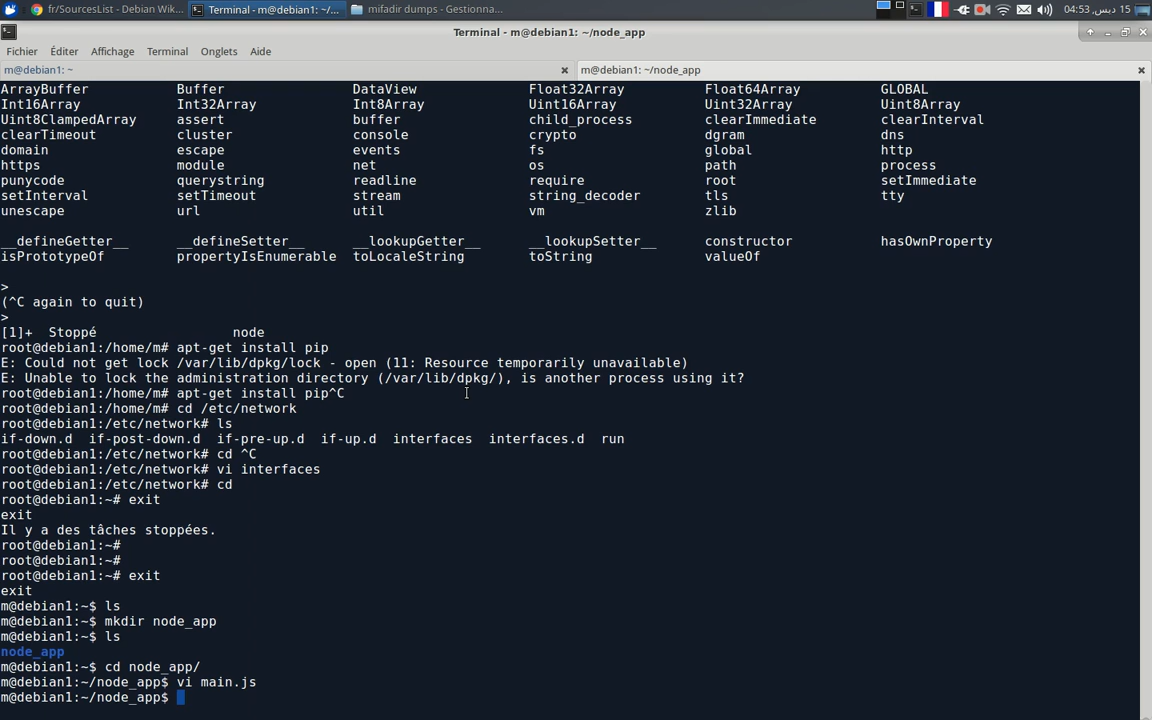 fr/SourcesList - Debian Wiki...
Terminal - m@debian1: ~/...
mifadir dumps - Gestionna...
15 ديس, 04:53
Terminal - m@debian1: ~/node_app
Fichier Éditer Affichage Terminal Onglets Aide
m@debian1: ~
m@debian1: ~/node_app
ArrayBuffer Buffer DataView Float32Array Float64Array GLOBAL
Int16Array Int32Array Int8Array Uint16Array Uint32Array Uint8Array
Uint8ClampedArray assert buffer child_process clearImmediate clearInterval
clearTimeout cluster console crypto dgram dns
domain escape events fs global http
https module net os path process
punycode querystring readline require root setImmediate
setInterval setTimeout stream string_decoder tls tty
unescape url util vm zlib
__defineGetter__ __defineSetter__ __lookupGetter__ __lookupSetter__ constructor hasOwnProperty
isPrototypeOf propertyIsEnumerable toLocaleString toString valueOf
>
(^C again to quit)
>
[1]+ Stoppé node
root@debian1:/home/m# apt-get install pip
E: Could not get lock /var/lib/dpkg/lock - open (11: Resource temporarily unavailable)
E: Unable to lock the administration directory (/var/lib/dpkg/), is another process using it?
root@debian1:/home/m# apt-get install pip^C
root@debian1:/home/m# cd /etc/network
root@debian1:/etc/network# ls
if-down.d if-post-down.d if-pre-up.d if-up.d interfaces interfaces.d run
root@debian1:/etc/network# cd ^C
root@debian1:/etc/network# vi interfaces
root@debian1:/etc/network# cd
root@debian1:~# exit
exit
Il y a des tâches stoppées.
root@debian1:~#
root@debian1:~#
root@debian1:~# exit
exit
m@debian1:~$ ls
m@debian1:~$ mkdir node_app
m@debian1:~$ ls
node_app
m@debian1:~$ cd node_app/
m@debian1:~/node_app$ vi main.js
m@debian1:~/node_app$